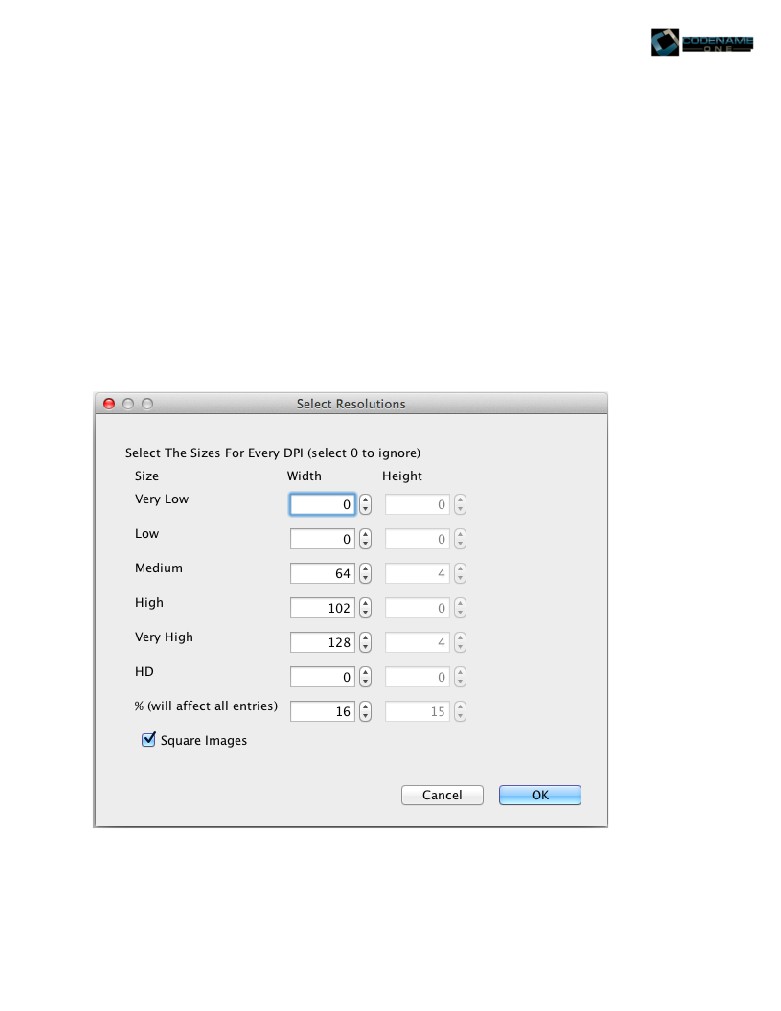 CODENAME
ONE
Select Resolutions
Select The Sizes For Every DPI (select 0 to ignore)
Size Width Height
Very Low 0 0
Low 0 0
Medium 64 4
High 102 0
Very High 128 4
HD 0 0
% (will affect all entries) 16 15
Square Images
Cancel OK